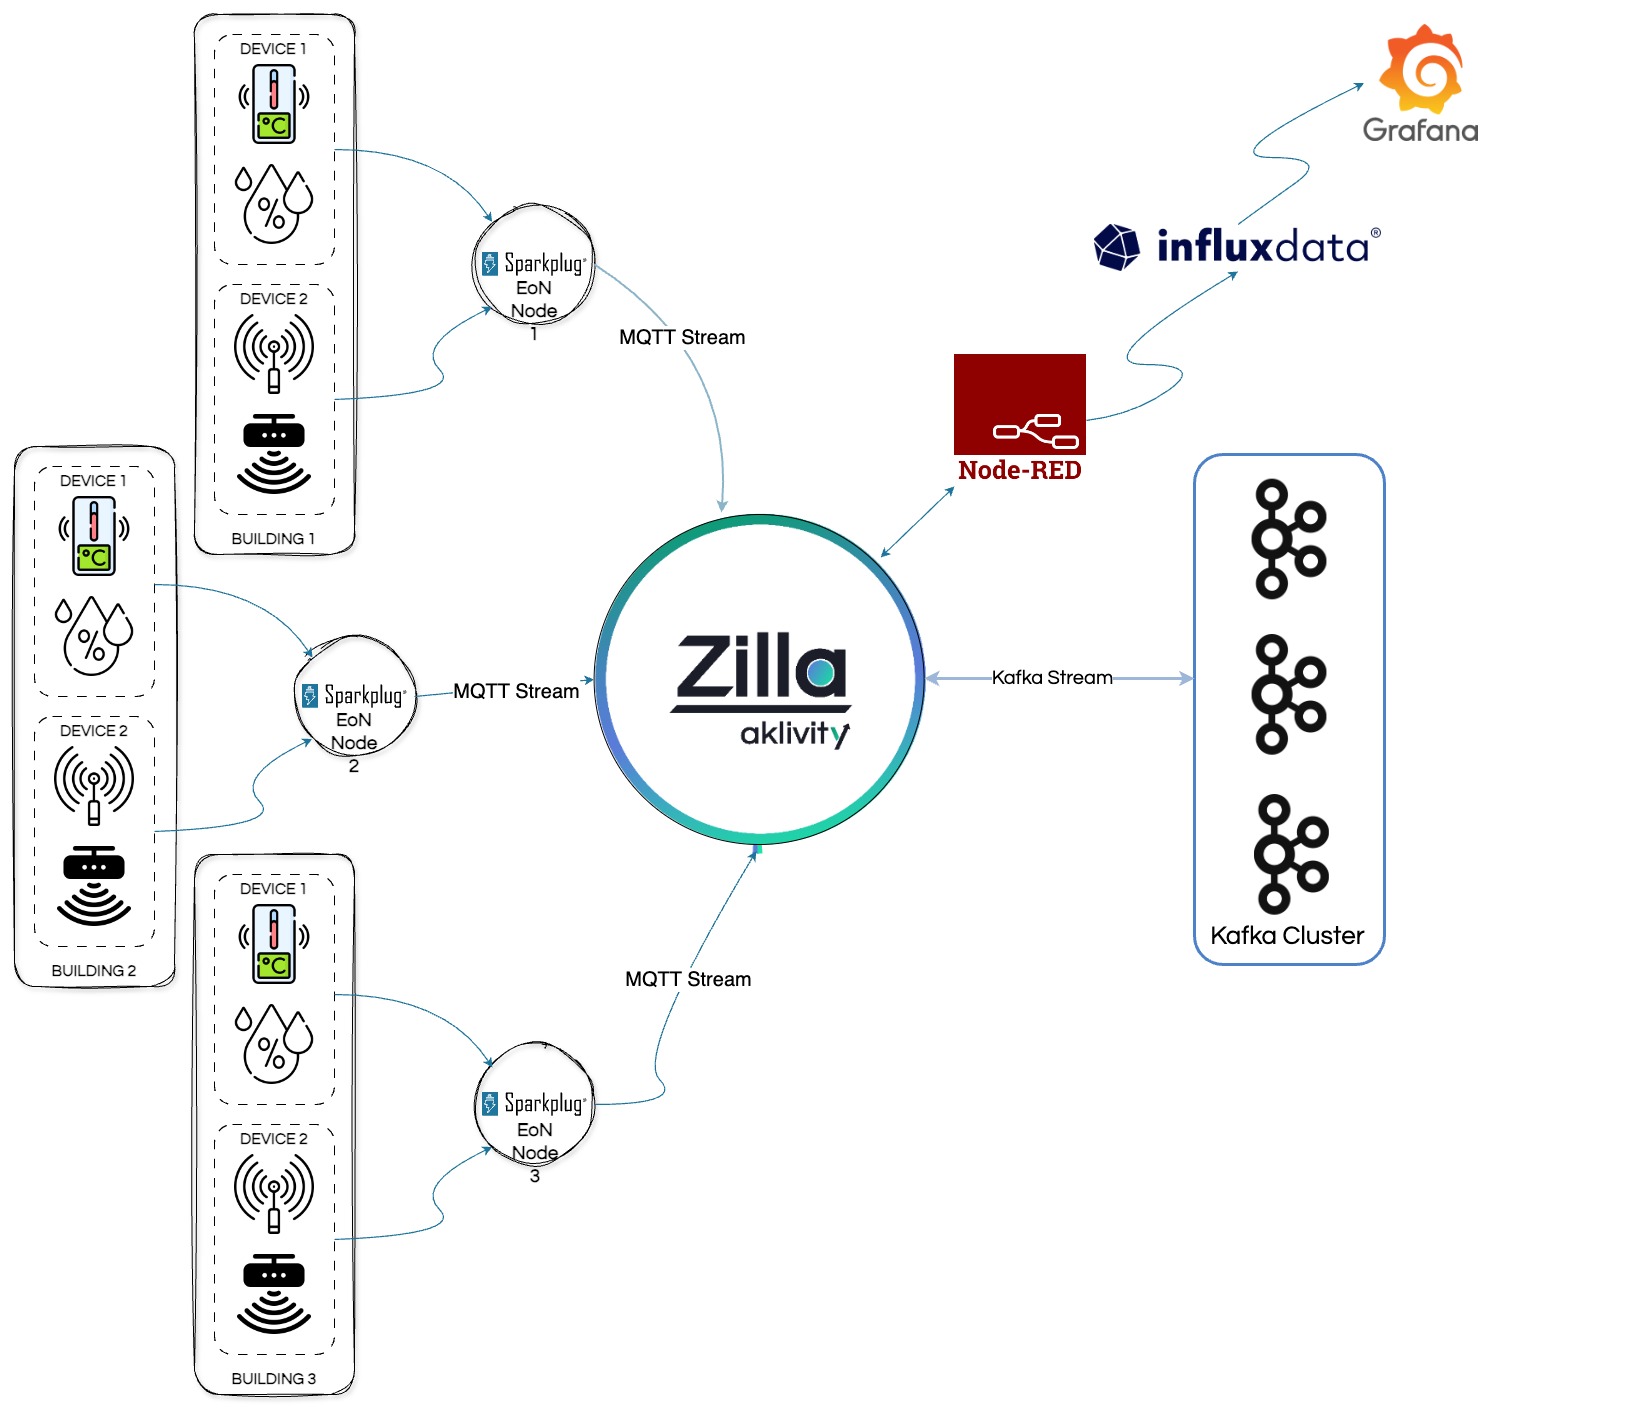 DEVICE 1
°C
%
DEVICE 2
BUILDING 1
Sparkplug®
EoN
Node
1
MQTT Stream
DEVICE 1
°C
%
DEVICE 2
BUILDING 2
Sparkplug®
EoN
Node
2
MQTT Stream
DEVICE 1
°C
%
DEVICE 2
BUILDING 3
Sparkplug®
EoN
Node
3
MQTT Stream
Zilla
aklivity
Node-RED
influxdata®
Grafana
Kafka Stream
Kafka Cluster